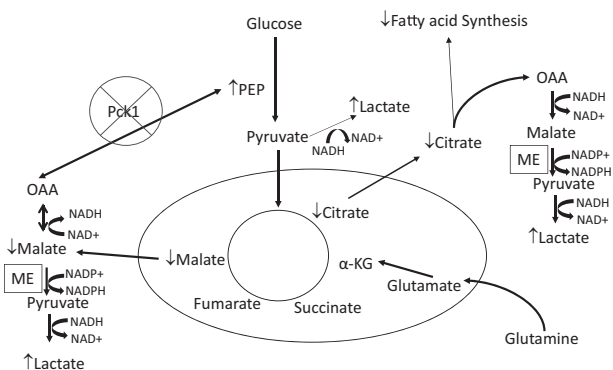 Glucose
↓Fatty acid Synthesis
↑PEP
Pck1
↑Lactate
Pyruvate
NADH
NAD+
↓Citrate
OAA
NADH
NAD+
Malate
ME
NADP+
NADPH
Pyruvate
NADH
NAD+
↑Lactate
OAA
NADH
NAD+
↓Malate
ME
NADP+
NADPH
Pyruvate
NADH
NAD+
↑Lactate
↓Citrate
↓Malate
α-KG
Glutamate
Fumarate
Succinate
Glutamine